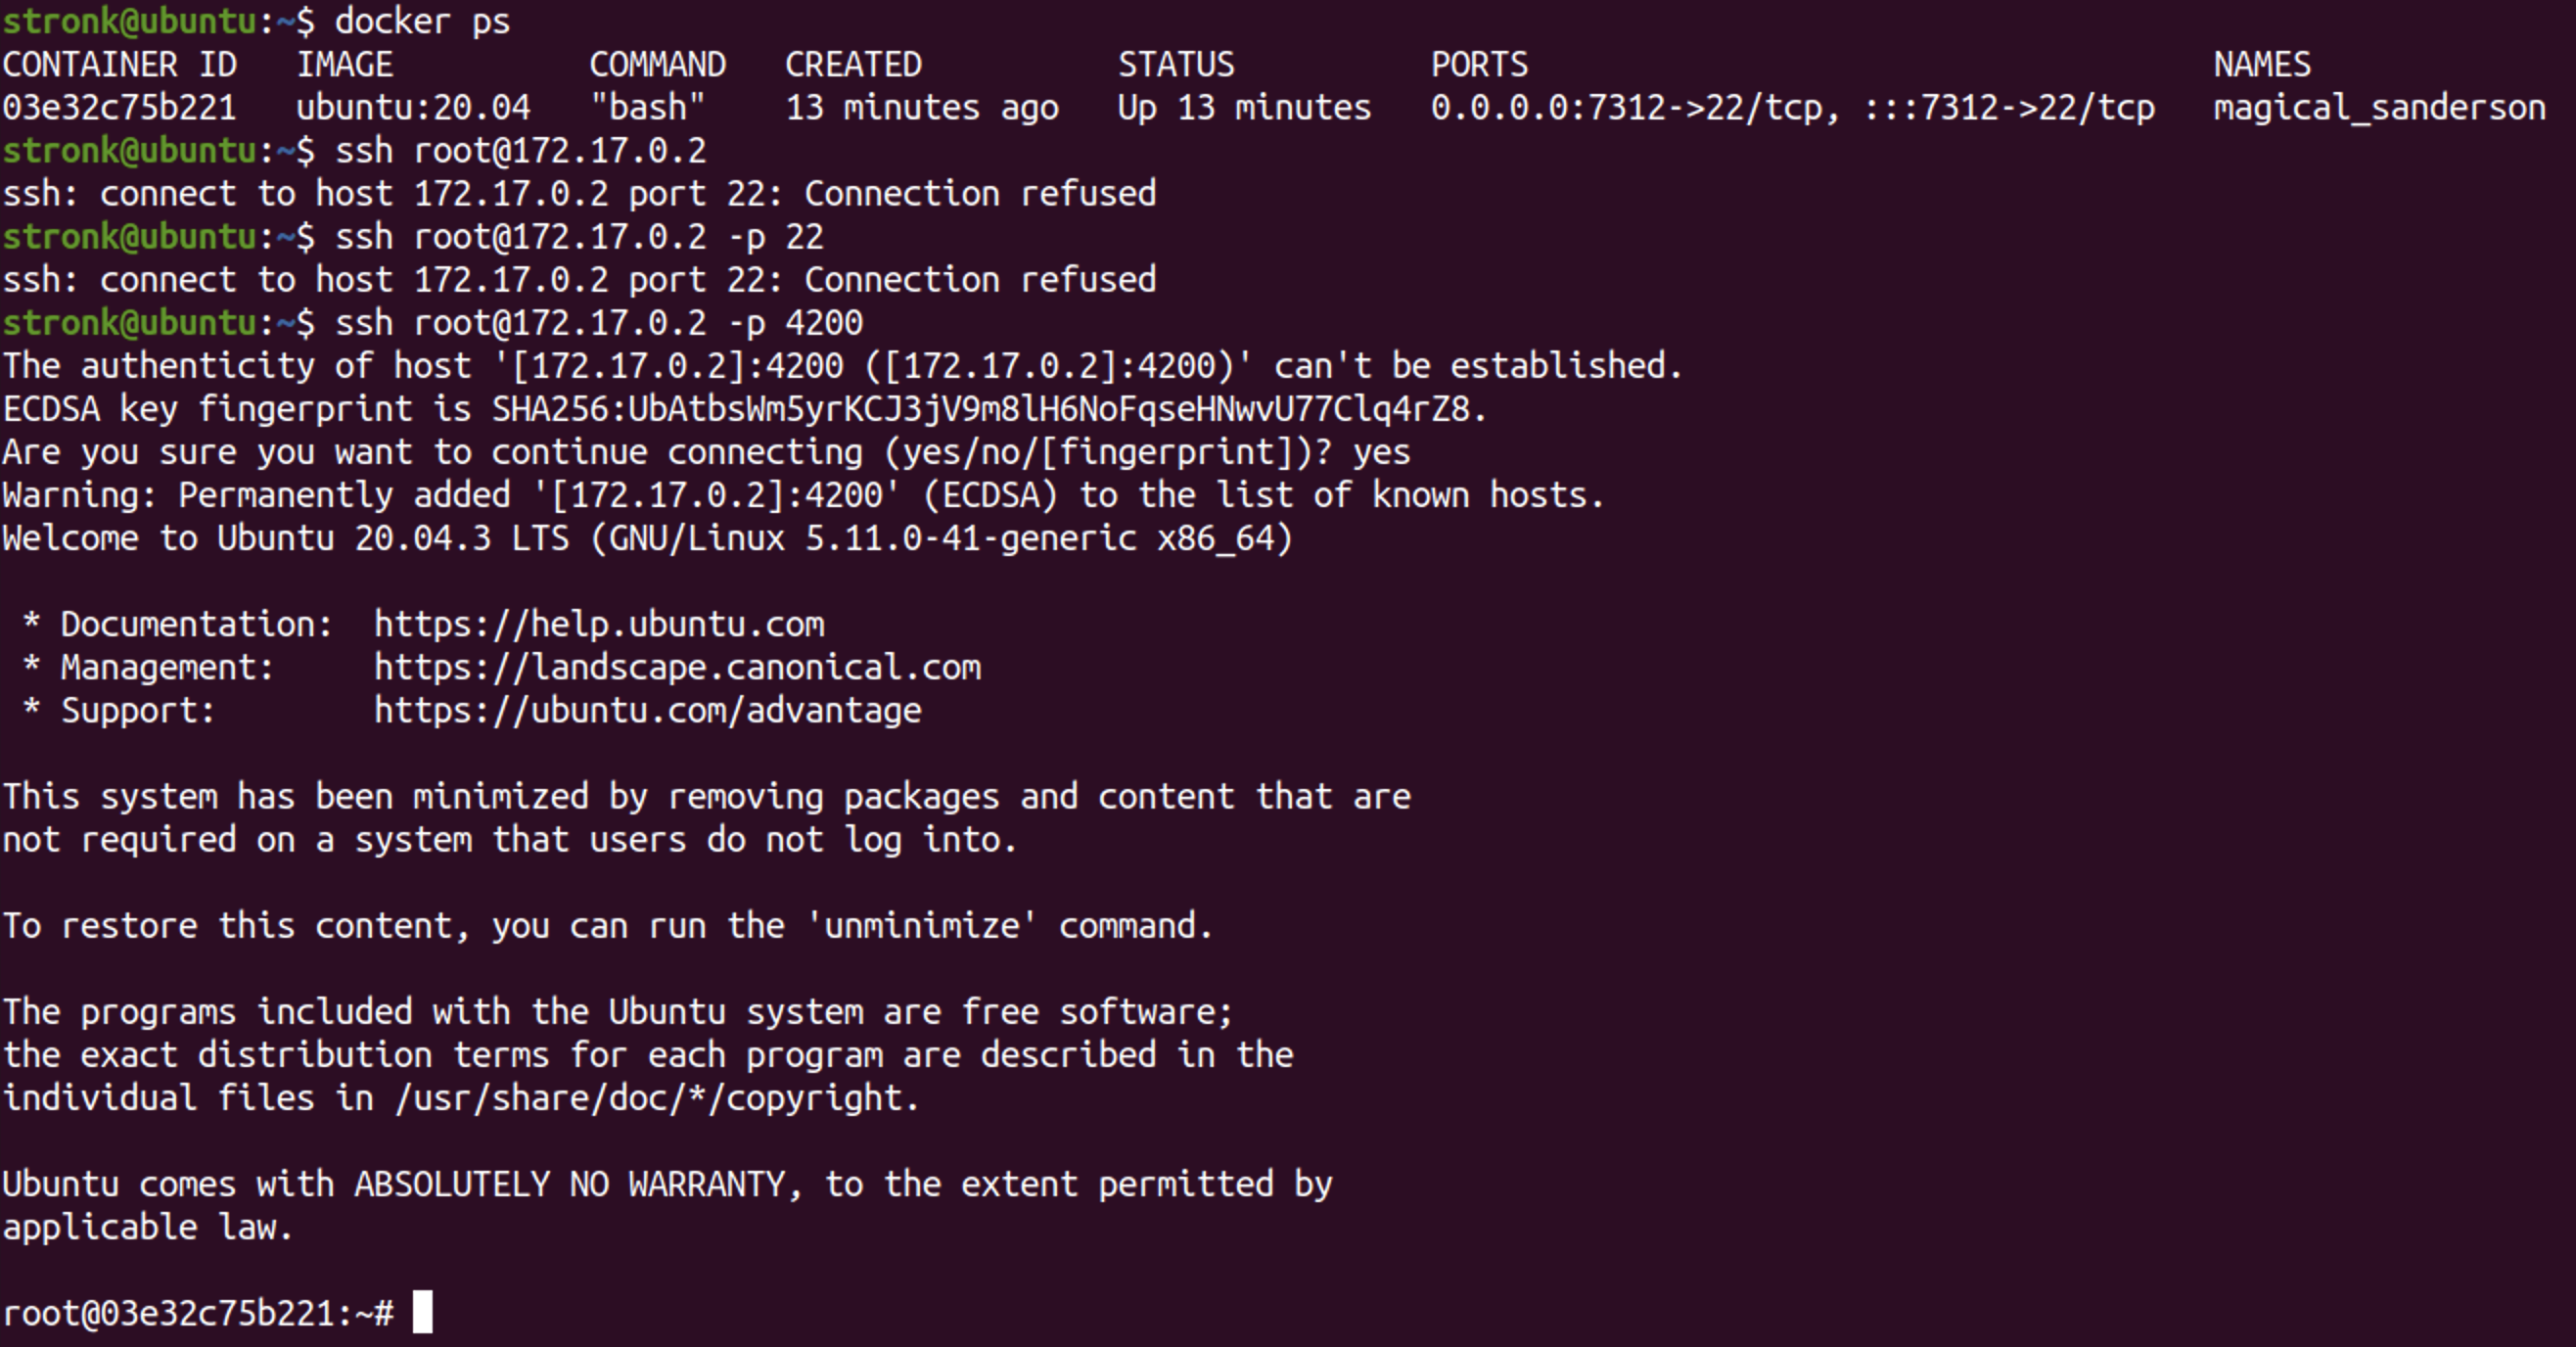 stronk@ubuntu:~$ docker ps
CONTAINER ID   IMAGE          COMMAND   CREATED          STATUS          PORTS                                   NAMES
03e32c75b221   ubuntu:20.04   "bash"    13 minutes ago   Up 13 minutes   0.0.0.0:7312->22/tcp, :::7312->22/tcp   magical_sanderson
stronk@ubuntu:~$ ssh root@172.17.0.2
ssh: connect to host 172.17.0.2 port 22: Connection refused
stronk@ubuntu:~$ ssh root@172.17.0.2 -p 22
ssh: connect to host 172.17.0.2 port 22: Connection refused
stronk@ubuntu:~$ ssh root@172.17.0.2 -p 4200
The authenticity of host '[172.17.0.2]:4200 ([172.17.0.2]:4200)' can't be established.
ECDSA key fingerprint is SHA256:UbAtbsWm5yrKCJ3jV9m8lH6NoFqseHNwvU77Clq4rZ8.
Are you sure you want to continue connecting (yes/no/[fingerprint])? yes
Warning: Permanently added '[172.17.0.2]:4200' (ECDSA) to the list of known hosts.
Welcome to Ubuntu 20.04.3 LTS (GNU/Linux 5.11.0-41-generic x86_64)
 * Documentation:  https://help.ubuntu.com
 * Management:     https://landscape.canonical.com
 * Support:        https://ubuntu.com/advantage
This system has been minimized by removing packages and content that are
not required on a system that users do not log into.
To restore this content, you can run the 'unminimize' command.
The programs included with the Ubuntu system are free software;
the exact distribution terms for each program are described in the
individual files in /usr/share/doc/*/copyright.
Ubuntu comes with ABSOLUTELY NO WARRANTY, to the extent permitted by
applicable law.
root@03e32c75b221:~#